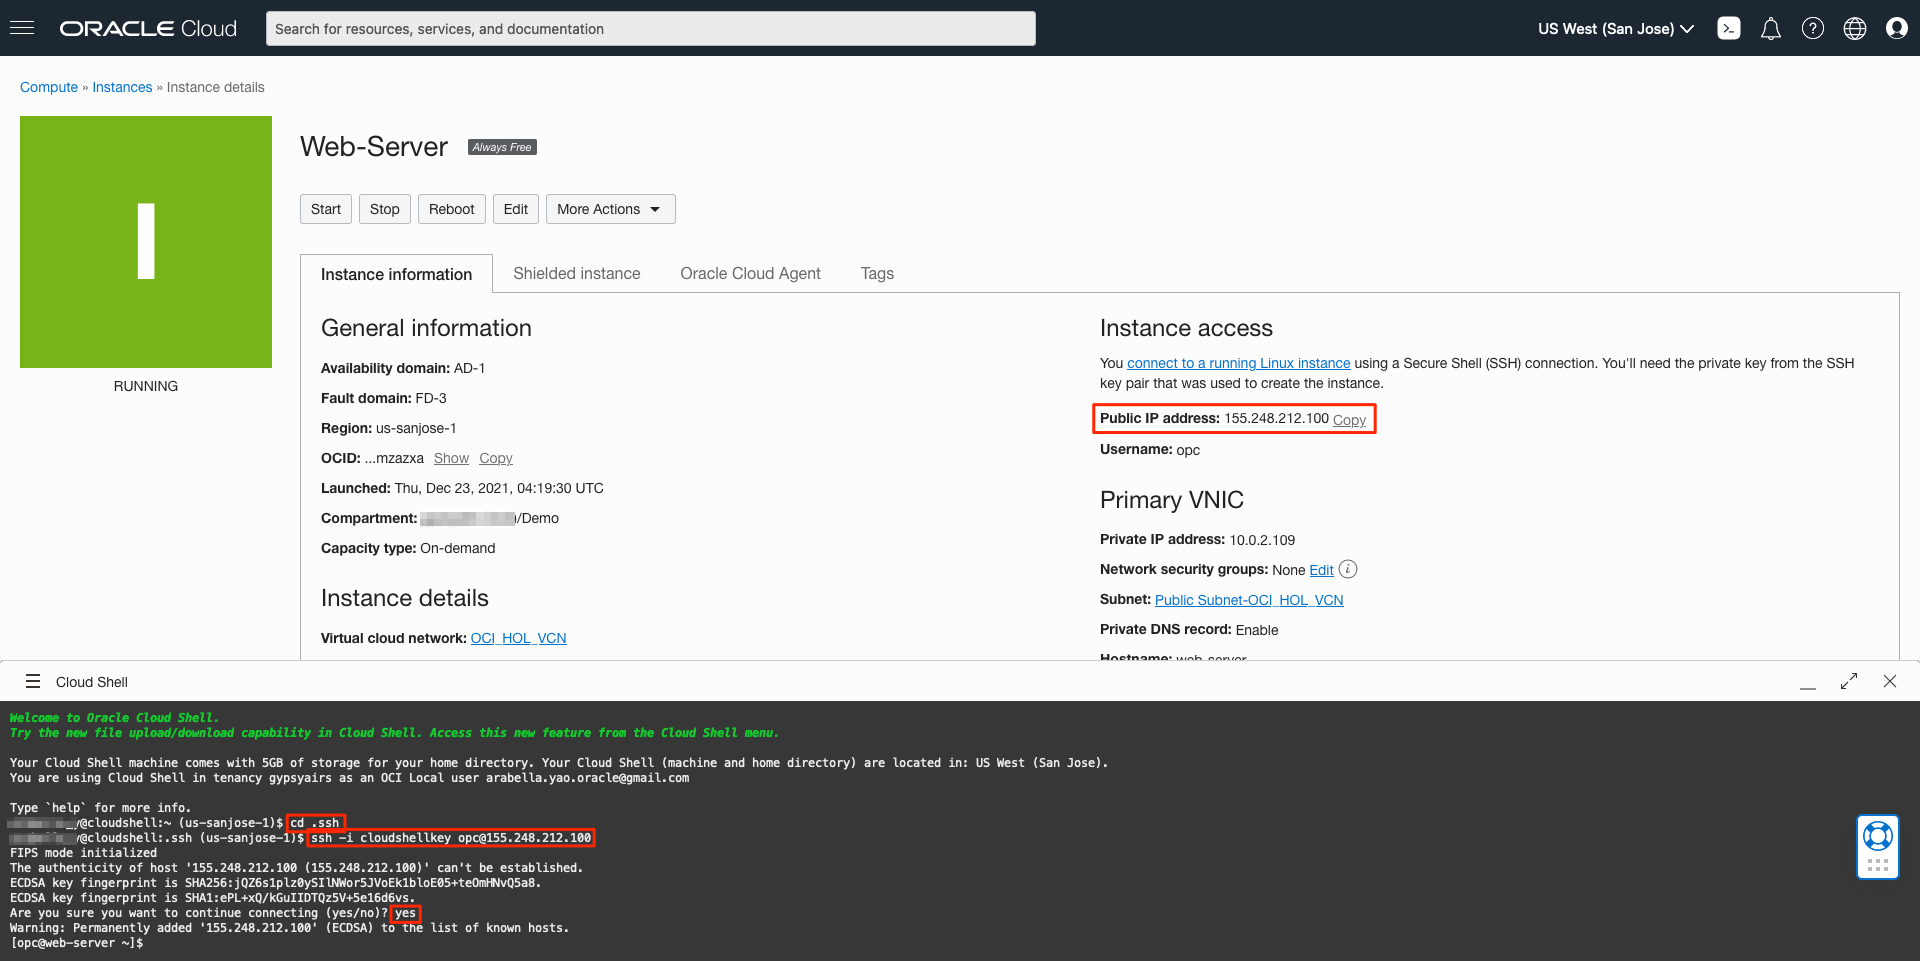 ORACLE Cloud
Search for resources, services, and documentation
US West (San Jose)
Compute » Instances » Instance details
I
RUNNING
Web-Server Always Free
Start Stop Reboot Edit More Actions
Instance information Shielded instance Oracle Cloud Agent Tags
General information
Availability domain: AD-1
Fault domain: FD-3
Region: us-sanjose-1
OCID: ...mzazxa Show Copy
Launched: Thu, Dec 23, 2021, 04:19:30 UTC
Compartment: )/Demo
Capacity type: On-demand
Instance details
Virtual cloud network: OCI_HOL_VCN
Instance access
You connect to a running Linux instance using a Secure Shell (SSH) connection. You'll need the private key from the SSH
key pair that was used to create the instance.
Public IP address: 155.248.212.100 Copy
Username: opc
Primary VNIC
Private IP address: 10.0.2.109
Network security groups: None Edit
Subnet: Public Subnet-OCI_HOL_VCN
Private DNS record: Enable
Hostname: web-server
Cloud Shell
Welcome to Oracle Cloud Shell.
Try the new file upload/download capability in Cloud Shell. Access this new feature from the Cloud Shell menu.
Your Cloud Shell machine comes with 5GB of storage for your home directory. Your Cloud Shell (machine and home directory) are located in: US West (San Jose).
You are using Cloud Shell in tenancy gypsyairs as an OCI Local user arabella.yao.oracle@gmail.com
Type `help` for more info.
_y@cloudshell:~ (us-sanjose-1)$ cd .ssh
_y@cloudshell:.ssh (us-sanjose-1)$ ssh -i cloudshellkey opc@155.248.212.100
FIPS mode initialized
The authenticity of host '155.248.212.100 (155.248.212.100)' can't be established.
ECDSA key fingerprint is SHA256:jQZ6s1plz0ySIlNWor5JVoEk1bloE05+teOmHNvQ5a8.
ECDSA key fingerprint is SHA1:ePL+xQ/kGuIIDTQz5V+5e16d6vs.
Are you sure you want to continue connecting (yes/no)? yes
Warning: Permanently added '155.248.212.100' (ECDSA) to the list of known hosts.
[opc@web-server ~]$